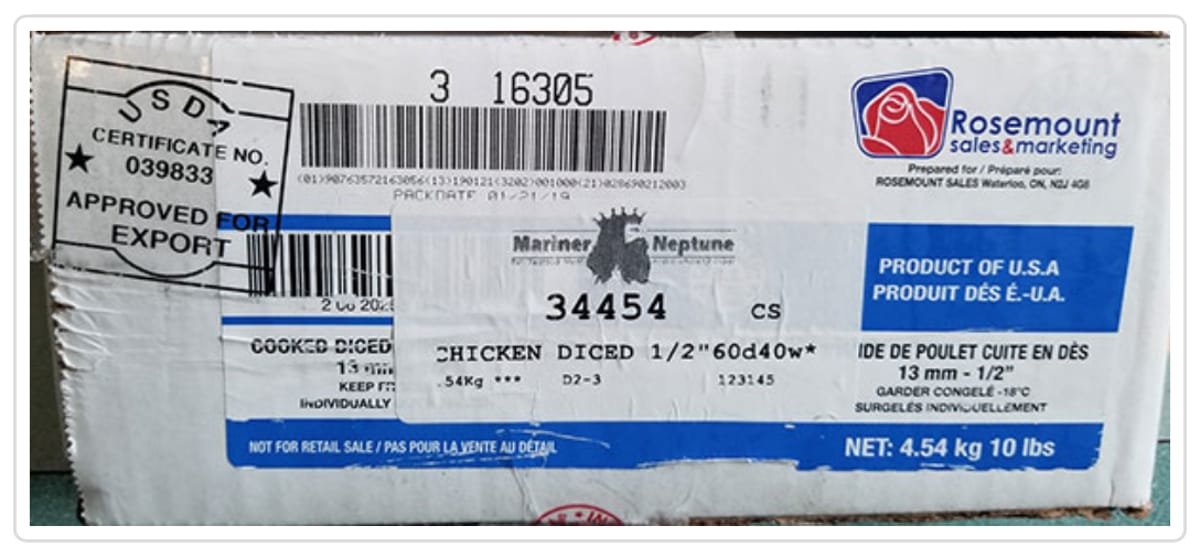 USDA
CERTIFICATE NO.
039833
APPROVED FOR
EXPORT
3 16305
(01)90763572163056(13)190121(3202)001000(21)028690212003
PACKDATE 01/21/19
Rosemount
sales&marketing
Prepared for / Préparé pour:
ROSEMOUNT SALES Waterloo, ON, N2J 4G8
Mariner Neptune
34454 cs
PRODUCT OF U.S.A
PRODUIT DÉS É.-U.A.
COOKED DICED
13 mm
KEEP
INDIVIDUALLY
CHICKEN DICED 1/2"60d40w*
.54Kg *** D2-3 123145
IDE DE POULET CUITE EN DÈS
13 mm - 1/2"
GARDER CONGELÉ -18°C
SURGELÉS INDIVIDUELLEMENT
NOT FOR RETAIL SALE / PAS POUR LA VENTE AU DÉTAIL
NET: 4.54 kg 10 lbs